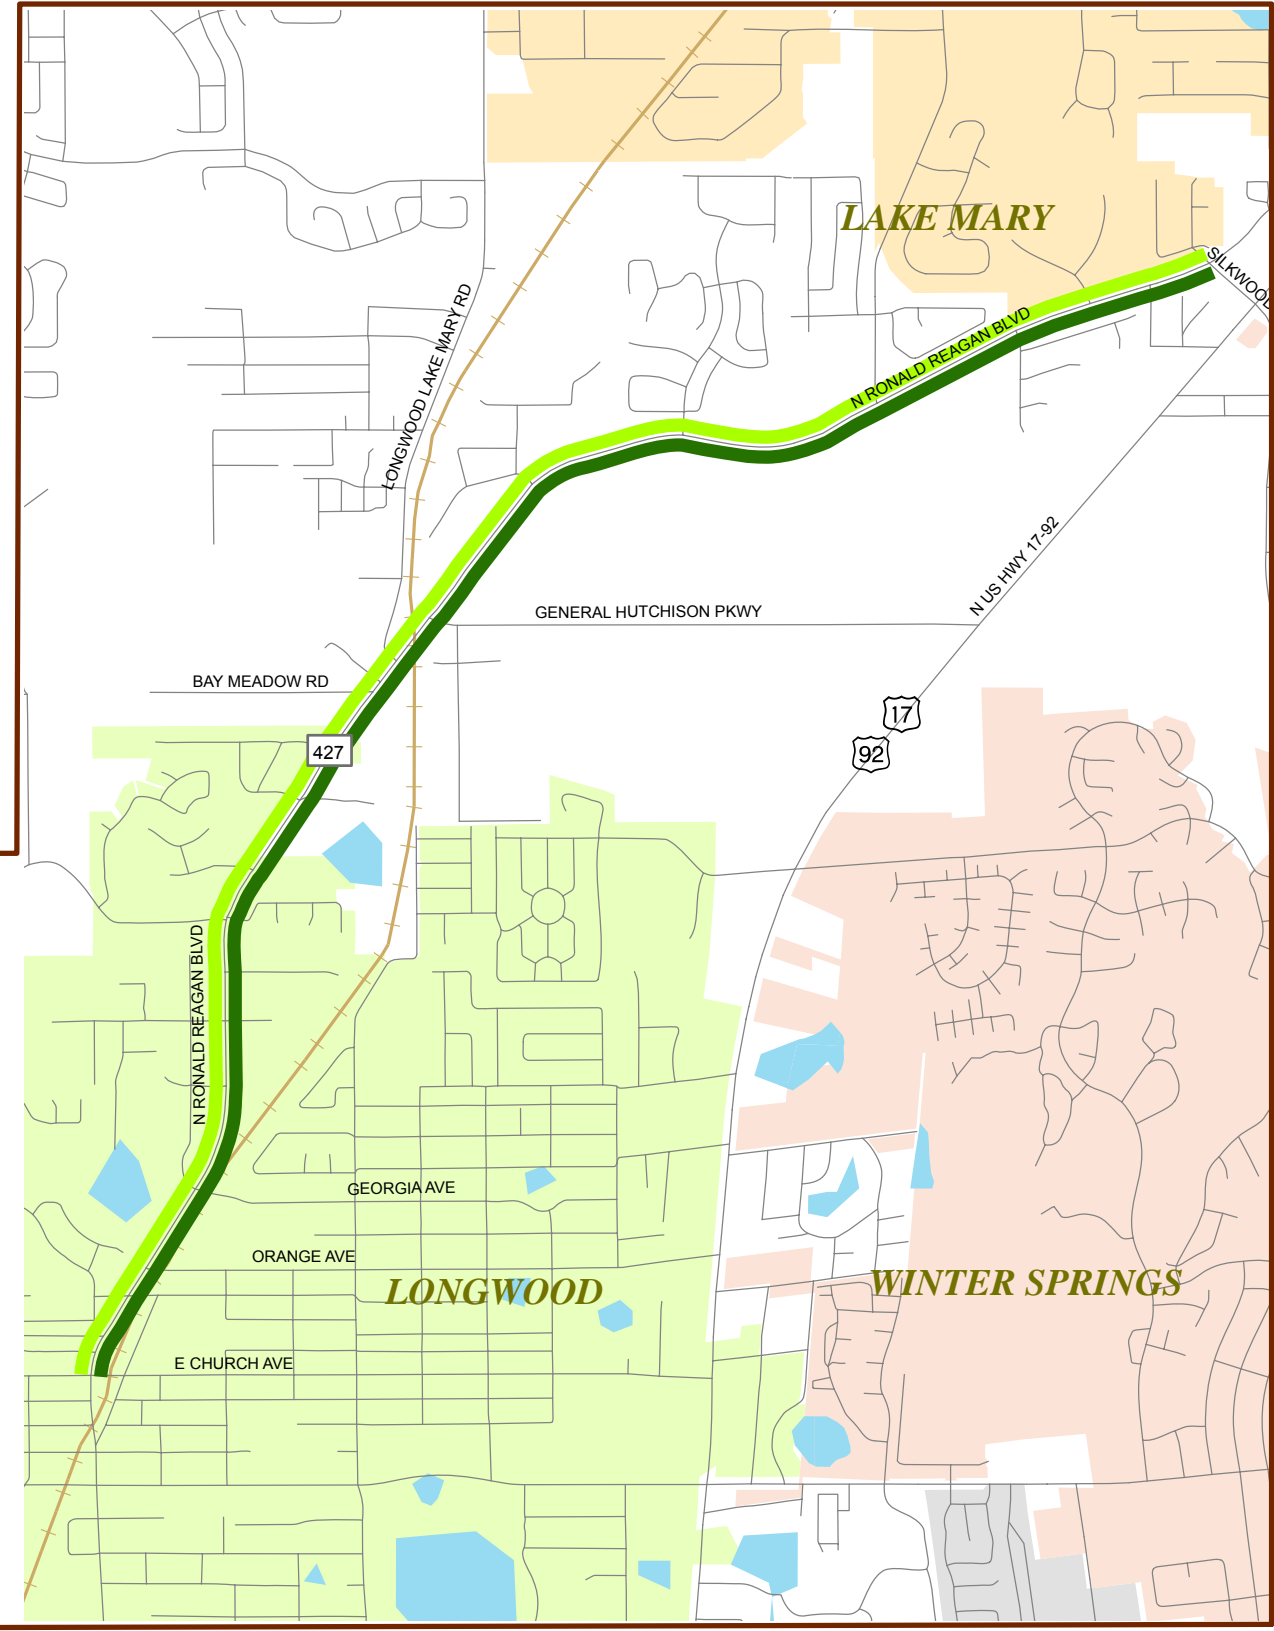 LAKE MARY
SILKWOOD
LONGWOOD LAKE MARY RD
N RONALD REAGAN BLVD
N US HWY 17-92
GENERAL HUTCHISON PKWY
BAY MEADOW RD
17
92
427
N RONALD REAGAN BLVD
GEORGIA AVE
ORANGE AVE
LONGWOOD
WINTER SPRINGS
E CHURCH AVE